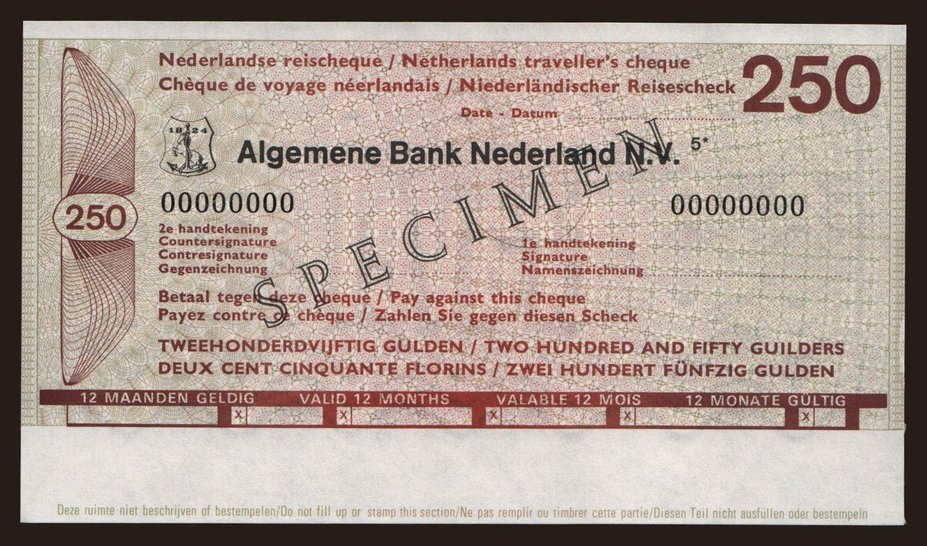 Nederlandse reischeque / Netherlands traveller's cheque
Chèque de voyage néerlandais / Niederländischer Reisescheck
250
Date - Datum
1824
Algemene Bank Nederland N.V. 5*
SPECIMEN
00000000 00000000
250
2e handtekening
Countersignature
Contresignature
Gegenzeichnung
1e handtekening
Signature
Namenszeichnung
Betaal tegen deze cheque / Pay against this cheque
Payez contre ce chèque / Zahlen Sie gegen diesen Scheck
TWEEHONDERDVIJFTIG GULDEN / TWO HUNDRED AND FIFTY GUILDERS
DEUX CENT CINQUANTE FLORINS / ZWEI HUNDERT FÜNFZIG GULDEN
12 MAANDEN GELDIG VALID 12 MONTHS VALABLE 12 MOIS 12 MONATE GÜLTIG
X X X X X
Deze ruimte niet beschrijven of bestempelen/Do not fill up or stamp this section/Ne pas remplir ou timbrer cette partie/Diesen Teil nicht ausfüllen oder bestempeln